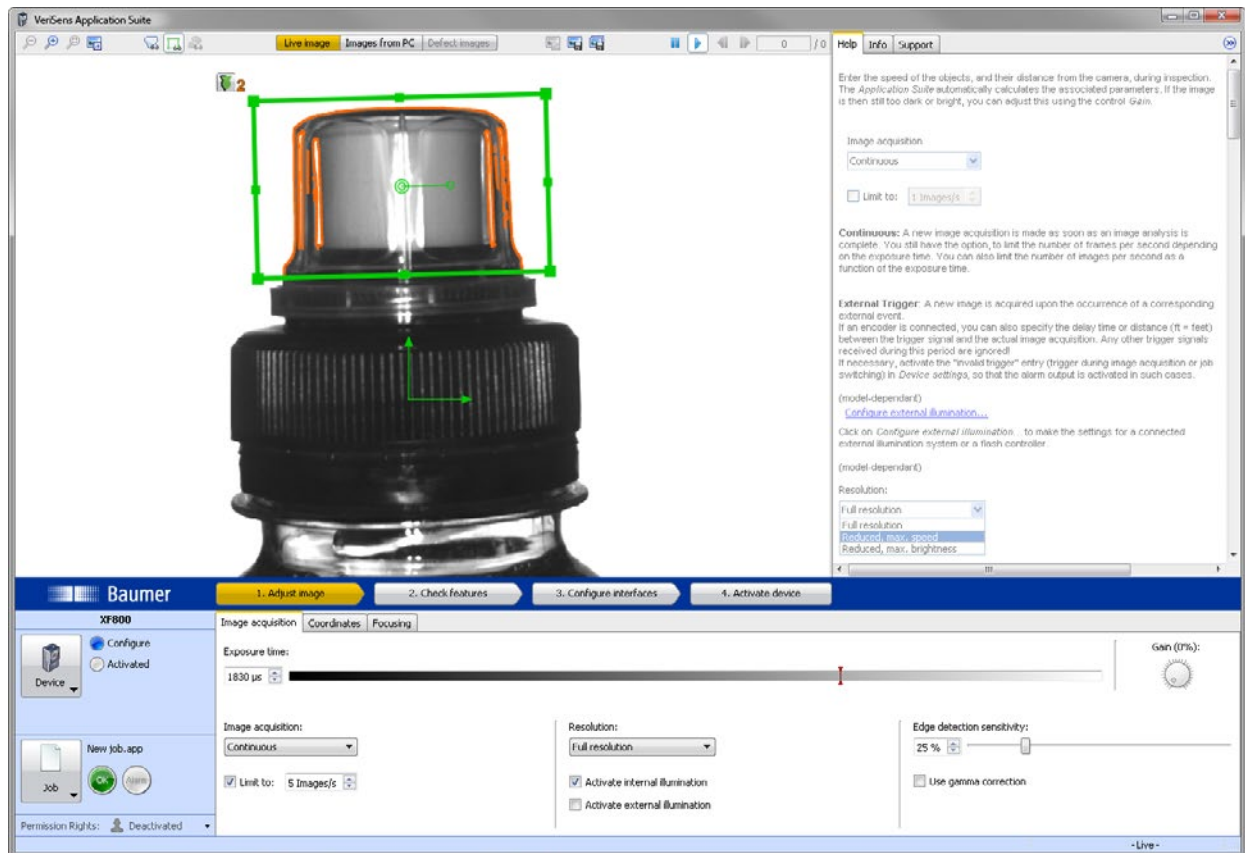 VeriSens Application Suite
Live image Images from PC Defect images
0 / 0
Help Info Support
2
Enter the speed of the objects, and their distance from the camera, during inspection.
The Application Suite automatically calculates the associated parameters. If the image
is then still too dark or bright, you can adjust this using the control Gain.
Image acquisition
Continuous
Limit to: 1 Images/s
Continuous: A new image acquisition is made as soon as an image analysis is
complete. You still have the option, to limit the number of frames per second depending
on the exposure time. You can also limit the number of images per second as a
function of the exposure time.
External Trigger: A new image is acquired upon the occurrence of a corresponding
external event.
If an encoder is connected, you can also specify the delay time or distance (ft = feet)
between the trigger signal and the actual image acquisition. Any other trigger signals
received during this period are ignored!
If necessary, activate the "invalid trigger" entry (trigger during image acquisition or job
switching) in Device settings, so that the alarm output is activated in such cases.
(model-dependant)
Configure external illumination...
Click on Configure external illumination... to make the settings for a connected
external illumination system or a flash controller
(model-dependant)
Resolution:
Full resolution
Full resolution
Reduced, max. speed
Reduced, max. brightness
Baumer
1. Adjust image 2. Check features 3. Configure interfaces 4. Activate device
XF800
Configure
Activated
Device
Image acquisition Coordinates Focusing
Exposure time:
1830 µs
Gain (0%):
Image acquisition:
Continuous
Limit to: 5 Images/s
Resolution:
Full resolution
Activate internal illumination
Activate external illumination
Edge detection sensitivity:
25 %
Use gamma correction
New job.app
Job
OK Alarm
Permission Rights: Deactivated
- Live -